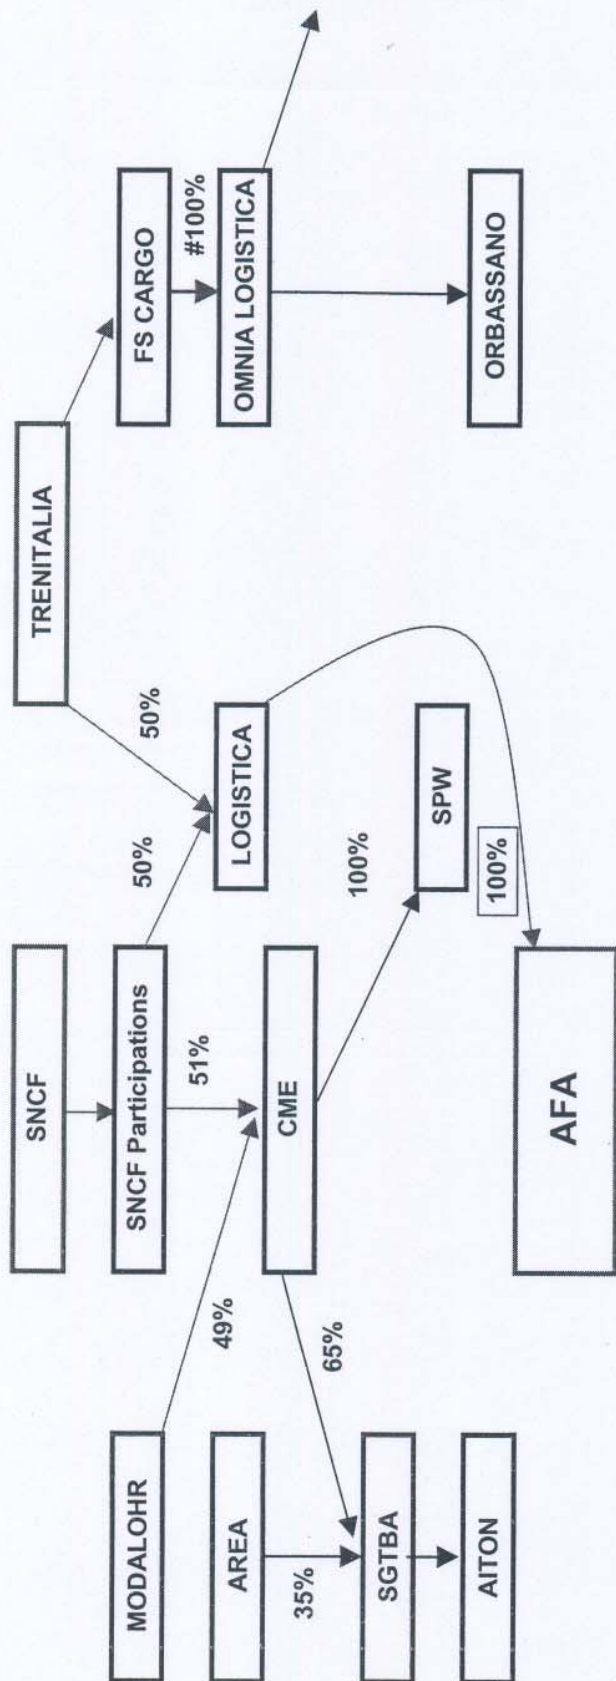 SNCF
TRENITALIA
MODALOHR
SNCF Participations
FS CARGO
50%
50%
#100%
49%
51%
AREA
LOGISTICA
OMNIA LOGISTICA
CME
35%
65%
100%
SGTBA
SPW
AITON
100%
ORBASSANO
AFA